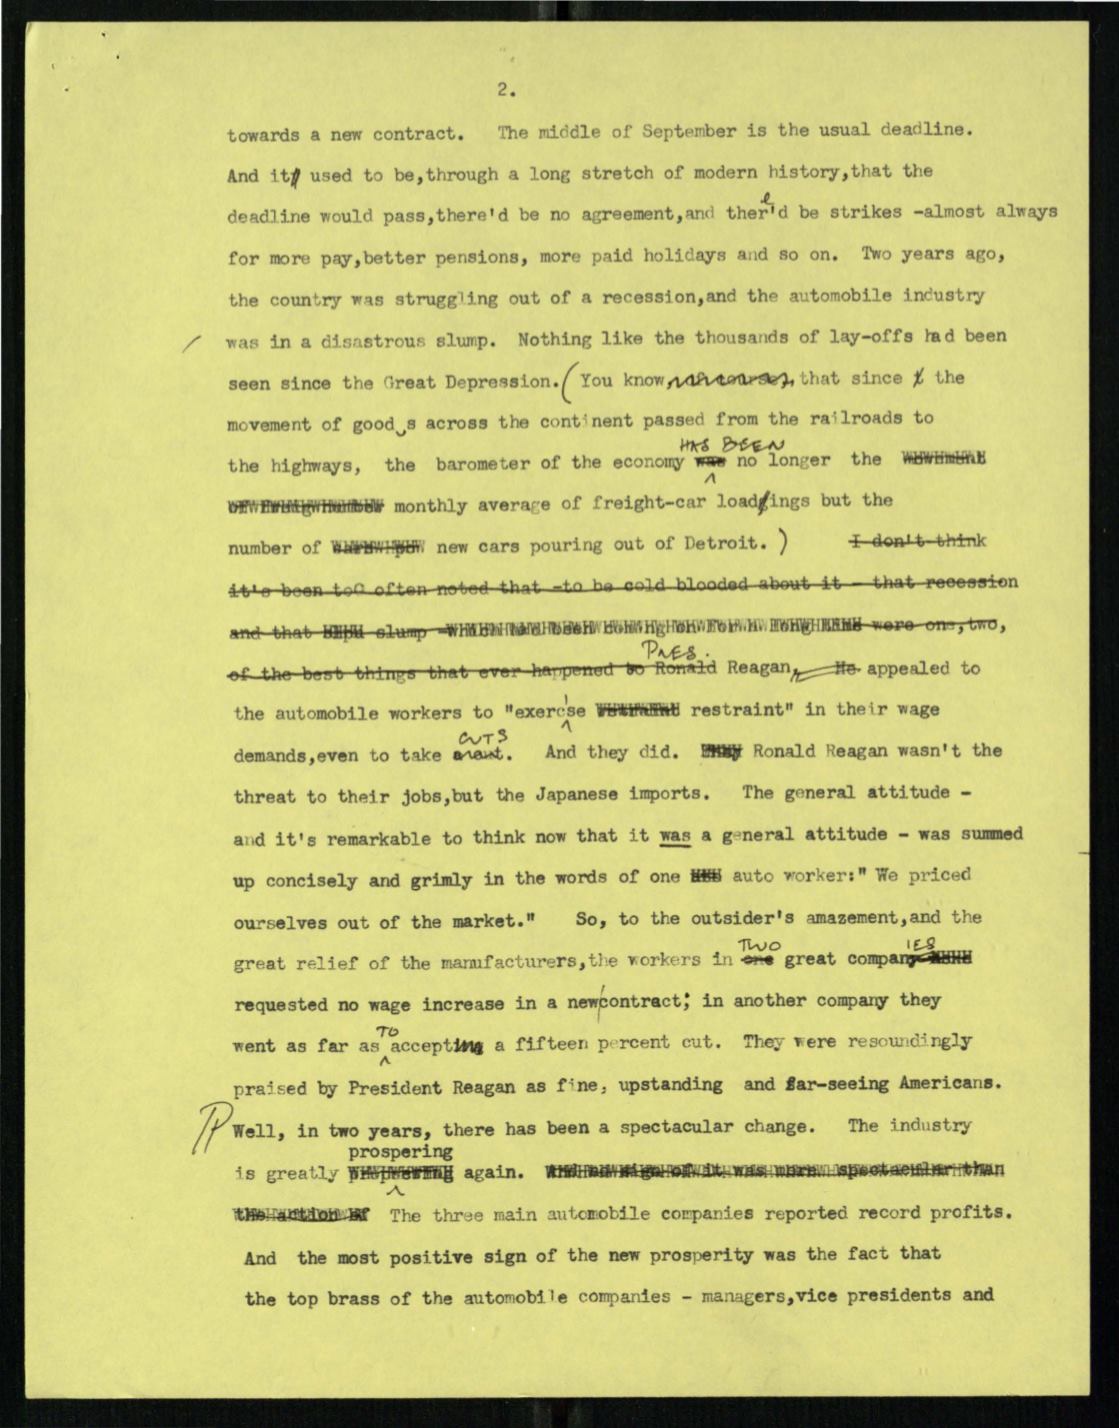 2.
towards a new contract. The middle of September is the usual deadline.
And it used to be,through a long stretch of modern history,that the
deadline would pass,there'd be no agreement,and there'd be strikes -almost always
for more pay,better pensions, more paid holidays and so on. Two years ago,
the country was struggling out of a recession,and the automobile industry
was in a disastrous slump. Nothing like the thousands of lay-offs had been
seen since the Great Depression. (You know, that since the
movement of goods across the continent passed from the railroads to
the highways, the barometer of the economy HAS BEEN no longer the
monthly average of freight-car loadings but the
number of new cars pouring out of Detroit. ) I don't think
it's been too often noted that -to be cold blooded about it - that recession
and that slump were one,two,
of the best things that ever happened to Ronald PRES. Reagan, He appealed to
the automobile workers to "exercise restraint" in their wage
demands,even to take CUTS. And they did. Ronald Reagan wasn't the
threat to their jobs,but the Japanese imports. The general attitude -
and it's remarkable to think now that it was a general attitude - was summed
up concisely and grimly in the words of one auto worker:" We priced
ourselves out of the market." So, to the outsider's amazement,and the
great relief of the manufacturers,the workers in one TWO great companIES
requested no wage increase in a new contract; in another company they
went as far as TO accept a fifteen percent cut. They were resoundingly
praised by President Reagan as fine, upstanding and far-seeing Americans.
Well, in two years, there has been a spectacular change. The industry
is greatly prospering again.
The three main automobile companies reported record profits.
And the most positive sign of the new prosperity was the fact that
the top brass of the automobile companies - managers,vice presidents and